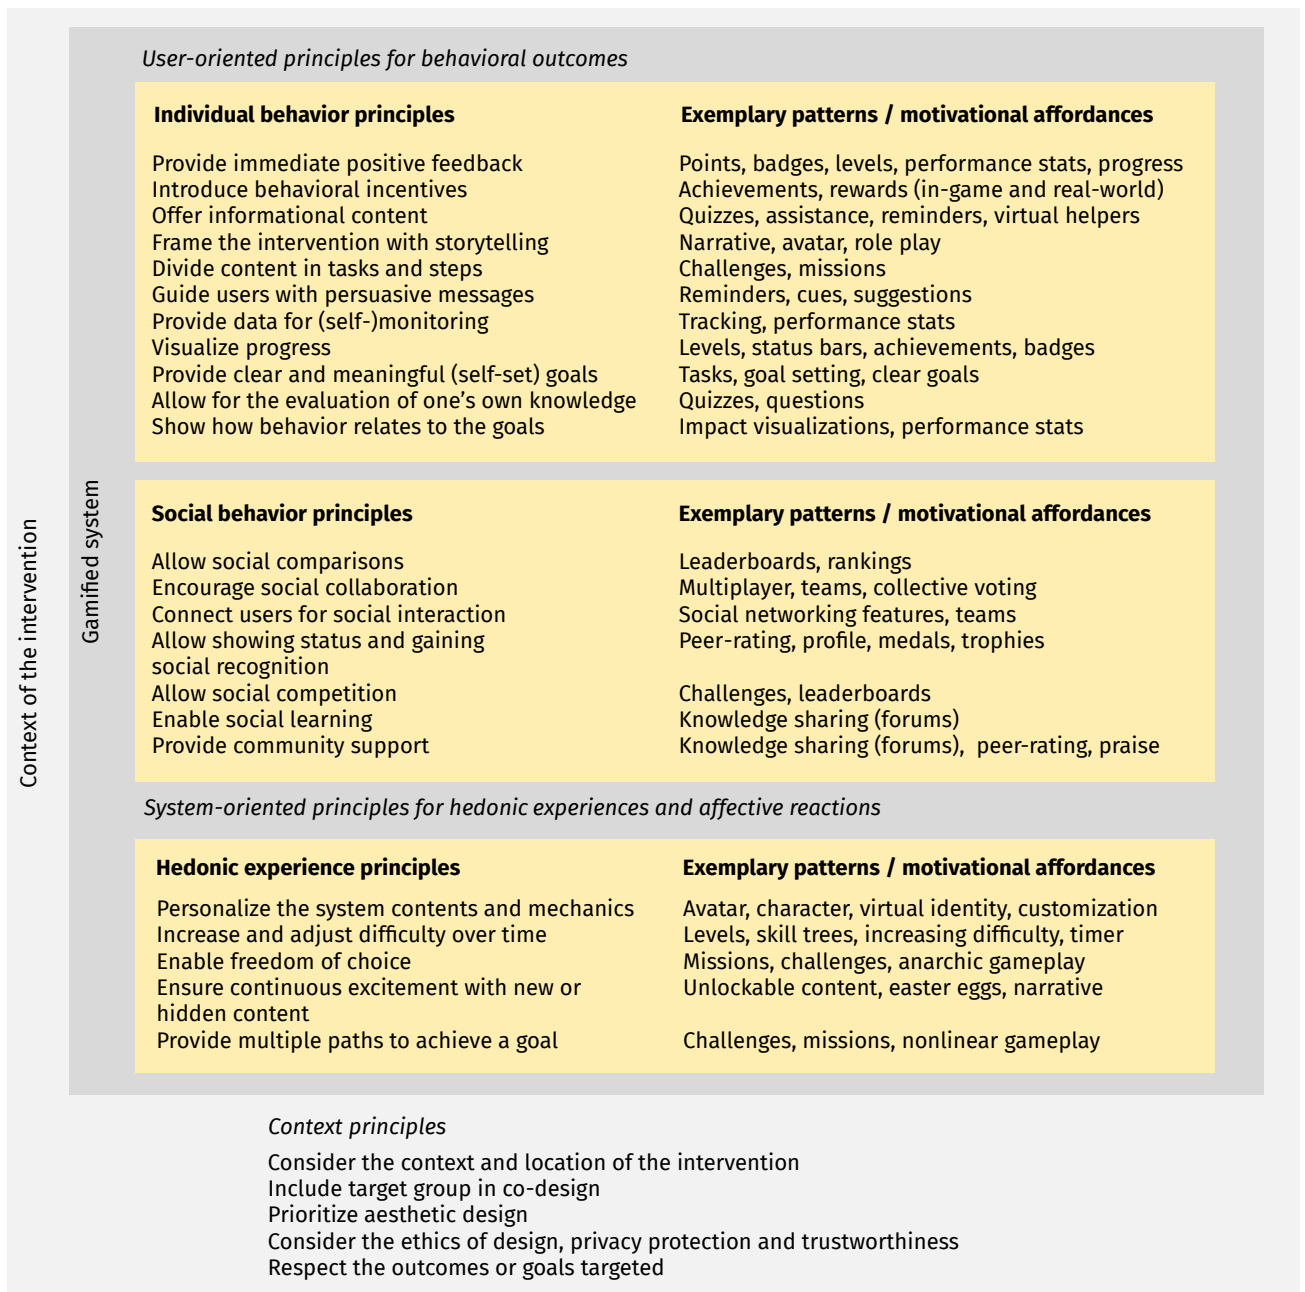 User-oriented principles for behavioral outcomes
Individual behavior principles
Exemplary patterns / motivational affordances
Provide immediate positive feedback
Points, badges, levels, performance stats, progress
Introduce behavioral incentives
Achievements, rewards (in-game and real-world)
Offer informational content
Quizzes, assistance, reminders, virtual helpers
Frame the intervention with storytelling
Narrative, avatar, role play
Divide content in tasks and steps
Challenges, missions
Guide users with persuasive messages
Reminders, cues, suggestions
Provide data for (self-)monitoring
Tracking, performance stats
Visualize progress
Levels, status bars, achievements, badges
Provide clear and meaningful (self-set) goals
Tasks, goal setting, clear goals
Allow for the evaluation of one’s own knowledge
Quizzes, questions
Show how behavior relates to the goals
Impact visualizations, performance stats
Social behavior principles
Exemplary patterns / motivational affordances
Allow social comparisons
Leaderboards, rankings
Encourage social collaboration
Multiplayer, teams, collective voting
Connect users for social interaction
Social networking features, teams
Allow showing status and gaining
social recognition
Peer-rating, profile, medals, trophies
Allow social competition
Challenges, leaderboards
Enable social learning
Knowledge sharing (forums)
Provide community support
Knowledge sharing (forums),  peer-rating, praise
System-oriented principles for hedonic experiences and affective reactions
Hedonic experience principles
Exemplary patterns / motivational affordances
Personalize the system contents and mechanics
Avatar, character, virtual identity, customization
Increase and adjust difficulty over time
Levels, skill trees, increasing difficulty, timer
Enable freedom of choice
Missions, challenges, anarchic gameplay
Ensure continuous excitement with new or
hidden content
Unlockable content, easter eggs, narrative
Provide multiple paths to achieve a goal
Challenges, missions, nonlinear gameplay
Gamified system
Context of the intervention
Context principles
Consider the context and location of the intervention
Include target group in co-design
Prioritize aesthetic design
Consider the ethics of design, privacy protection and trustworthiness
Respect the outcomes or goals targeted